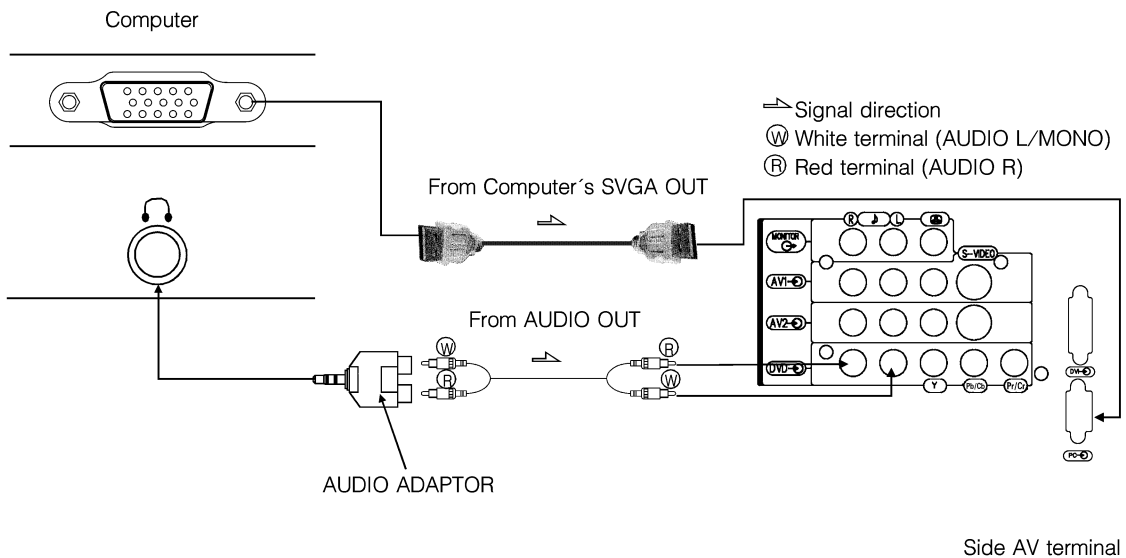 Computer
Signal direction
Ⓦ White terminal (AUDIO L/MONO)
Ⓡ Red terminal (AUDIO R)
From Computer´s SVGA OUT
R ♪ L
MONITOR
S-VIDEO
AV1
AV2
From AUDIO OUT
W
R
R
W
DVD
Y
Pb/Cb
Pr/Cr
DVI
PC
AUDIO ADAPTOR
Side AV terminal